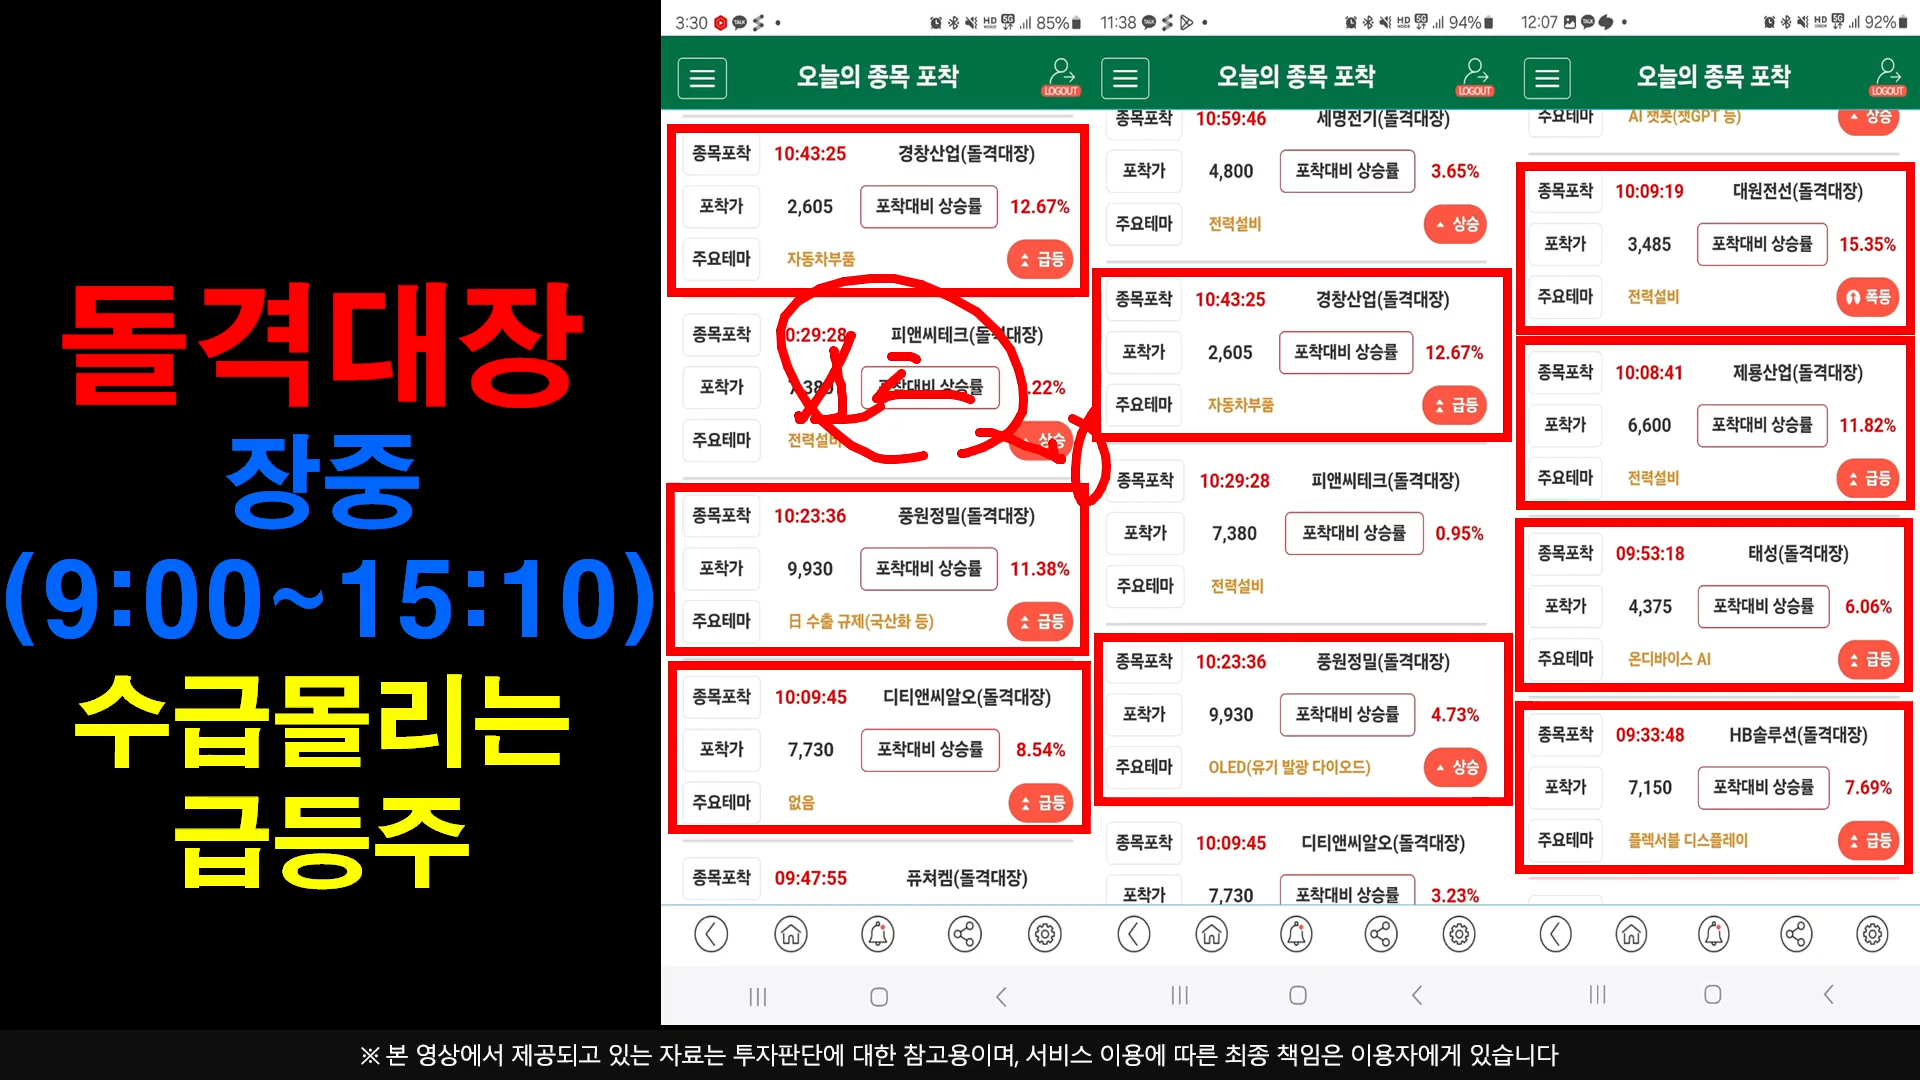 돌격대장
장중
(9:00~15:10)
수급몰리는
급등주
3:30
85%
오늘의 종목 포착
LOGOUT
종목포착 10:43:25 경창산업(돌격대장)
포착가 2,605 포착대비 상승률 12.67%
주요테마 자동차부품 급등
종목포착 0:29:28 피앤씨테크(돌격대장)
포착가 7,380 포착대비 상승률 .22%
주요테마 전력설비 상승
종목포착 10:23:36 풍원정밀(돌격대장)
포착가 9,930 포착대비 상승률 11.38%
주요테마 日 수출 규제(국산화 등) 급등
종목포착 10:09:45 디티앤씨알오(돌격대장)
포착가 7,730 포착대비 상승률 8.54%
주요테마 없음 급등
종목포착 09:47:55 퓨쳐켐(돌격대장)
11:38
94%
오늘의 종목 포착
LOGOUT
종목포착 10:59:46 세명전기(돌격대장)
포착가 4,800 포착대비 상승률 3.65%
주요테마 전력설비 상승
종목포착 10:43:25 경창산업(돌격대장)
포착가 2,605 포착대비 상승률 12.67%
주요테마 자동차부품 급등
종목포착 10:29:28 피앤씨테크(돌격대장)
포착가 7,380 포착대비 상승률 0.95%
주요테마 전력설비
종목포착 10:23:36 풍원정밀(돌격대장)
포착가 9,930 포착대비 상승률 4.73%
주요테마 OLED(유기 발광 다이오드) 상승
종목포착 10:09:45 디티앤씨알오(돌격대장)
포착가 7,730 포착대비 상승률 3.23%
12:07
92%
오늘의 종목 포착
LOGOUT
주요테마 AI 챗봇(챗GPT 등) 상승
종목포착 10:09:19 대원전선(돌격대장)
포착가 3,485 포착대비 상승률 15.35%
주요테마 전력설비 폭등
종목포착 10:08:41 제룡산업(돌격대장)
포착가 6,600 포착대비 상승률 11.82%
주요테마 전력설비 급등
종목포착 09:53:18 태성(돌격대장)
포착가 4,375 포착대비 상승률 6.06%
주요테마 온디바이스 AI 급등
종목포착 09:33:48 HB솔루션(돌격대장)
포착가 7,150 포착대비 상승률 7.69%
주요테마 플렉서블 디스플레이 급등
※ 본 영상에서 제공되고 있는 자료는 투자판단에 대한 참고용이며, 서비스 이용에 따른 최종 책임은 이용자에게 있습니다